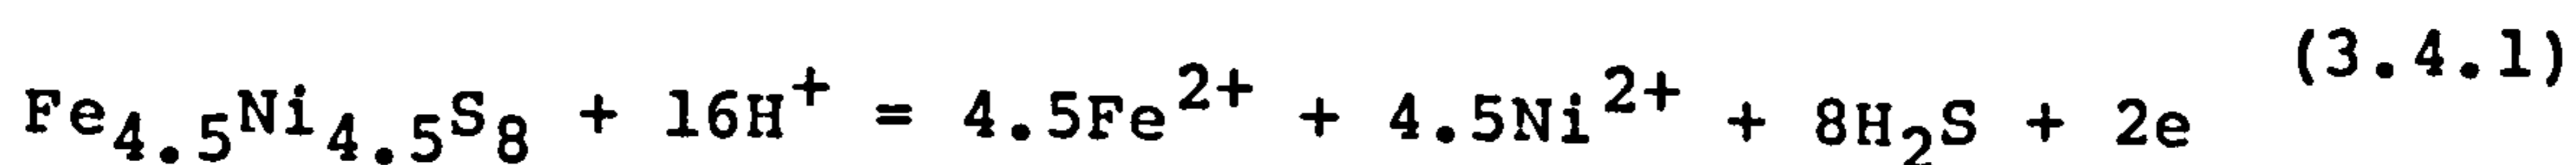 (3.4.1)
Fe₄.₅Ni₄.₅S₈ + 16H⁺ = 4.5Fe²⁺ + 4.5Ni²⁺ + 8H₂S + 2e